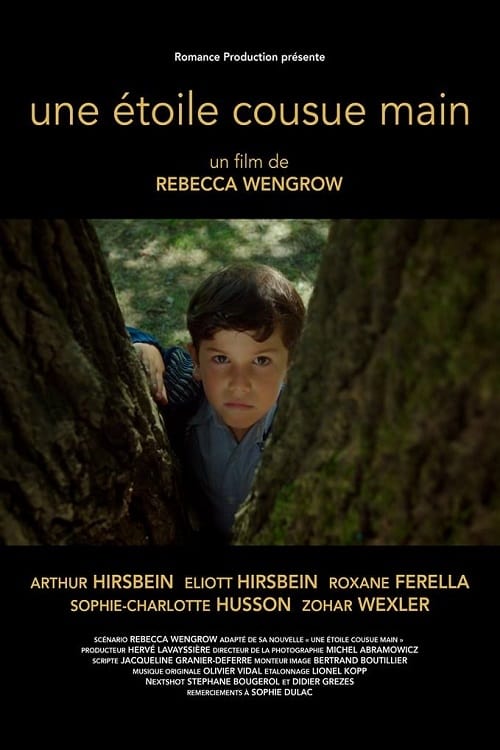 Romance Production présente
une étoile cousue main
un film de
REBECCA WENGROW
ARTHUR HIRSBEIN ELIOTT HIRSBEIN ROXANE FERELLA
SOPHIE-CHARLOTTE HUSSON ZOHAR WEXLER
SCÉNARIO REBECCA WENGROW ADAPTÉ DE SA NOUVELLE « UNE ÉTOILE COUSUE MAIN »
PRODUCTEUR HERVÉ LAVAYSSIÈRE DIRECTEUR DE LA PHOTOGRAPHIE MICHEL ABRAMOWICZ
SCRIPTE JACQUELINE GRANIER-DEFERRE MONTEUR IMAGE BERTRAND BOUTILLIER
MUSIQUE ORIGINALE OLIVIER VIDAL ETALONNAGE LIONEL KOPP
NEXTSHOT STEPHANE BOUGEROL ET DIDIER GREZES
REMERCIEMENTS À SOPHIE DULAC